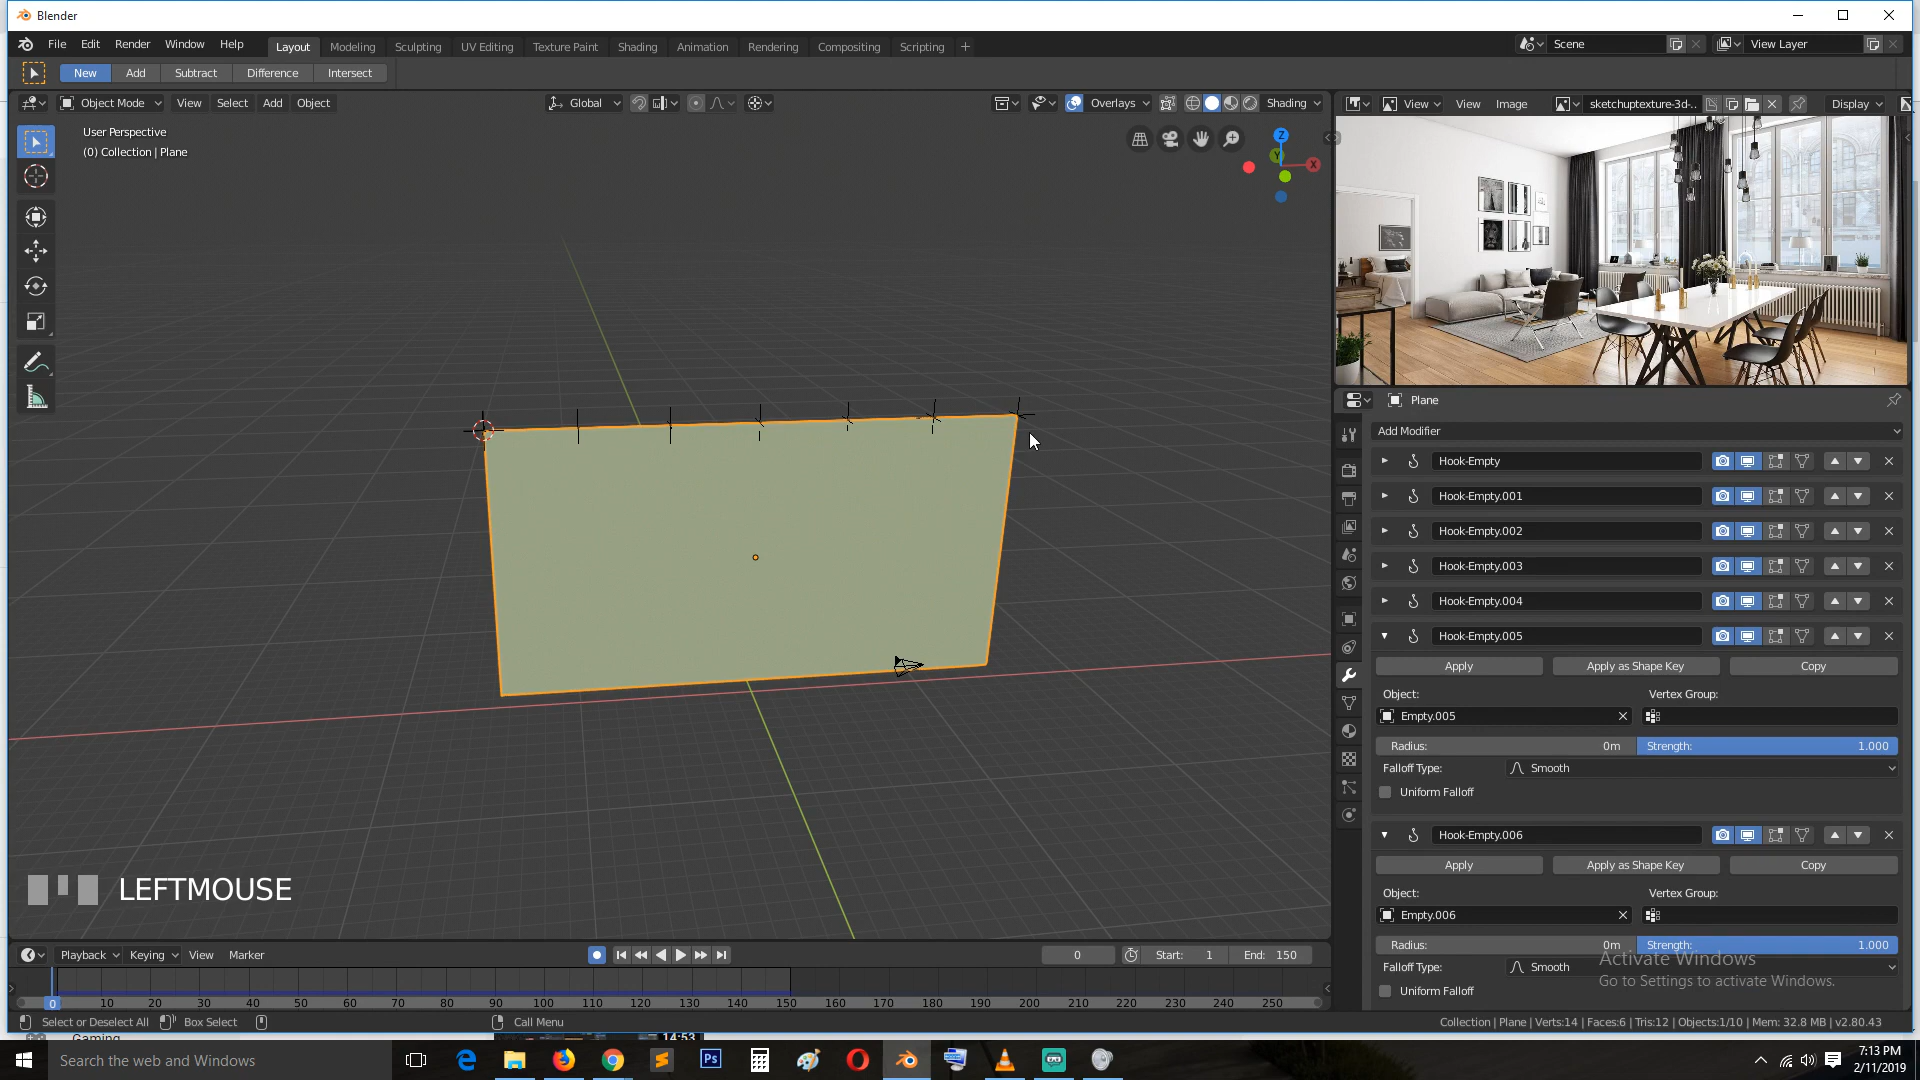 Blender
File Edit Render Window Help Layout Modeling Sculpting UV Editing Texture Paint Shading Animation Rendering Compositing Scripting + Scene View Layer
New Add Subtract Difference Intersect
Object Mode View Select Add Object Global Overlays Shading View View Image sketchuptexture-3d-.. Display
User Perspective
(0) Collection | Plane
Z
Y
X
Plane
Add Modifier
Hook-Empty
Hook-Empty.001
Hook-Empty.002
Hook-Empty.003
Hook-Empty.004
Hook-Empty.005
Apply Apply as Shape Key Copy
Object: Vertex Group:
Empty.005
Radius: 0m Strength: 1.000
Falloff Type: Smooth
Uniform Falloff
Hook-Empty.006
Apply Apply as Shape Key Copy
Object: Vertex Group:
Empty.006
Radius: 0m Strength: 1.000
Falloff Type: Smooth
Uniform Falloff
Activate Windows
Go to Settings to activate Windows.
LEFTMOUSE
Playback Keying View Marker 0 Start: 1 End: 150
0 10 20 30 40 50 60 70 80 90 100 110 120 130 140 150 160 170 180 190 200 210 220 230 240 250
Select or Deselect All Box Select Call Menu Collection | Plane | Verts:14 | Faces:6 | Tris:12 | Objects:1/10 | Mem: 32.8 MB | v2.80.43
Gaming 14:53
Search the web and Windows
Ps
7:13 PM
2/11/2019